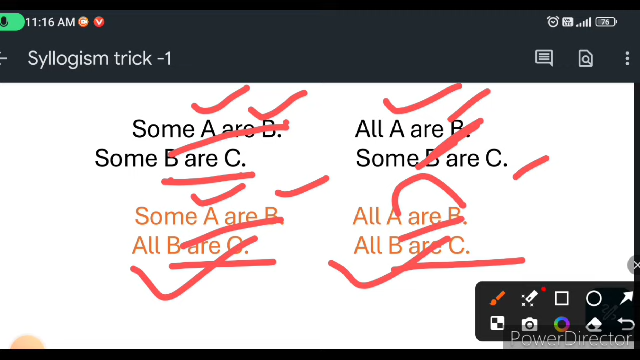 11:16 AM
76
Syllogism trick -1
Some A are B.
Some B are C.
All A are B.
Some B are C.
Some A are B.
All B are C.
All A are B.
All B are C.
PowerDirector